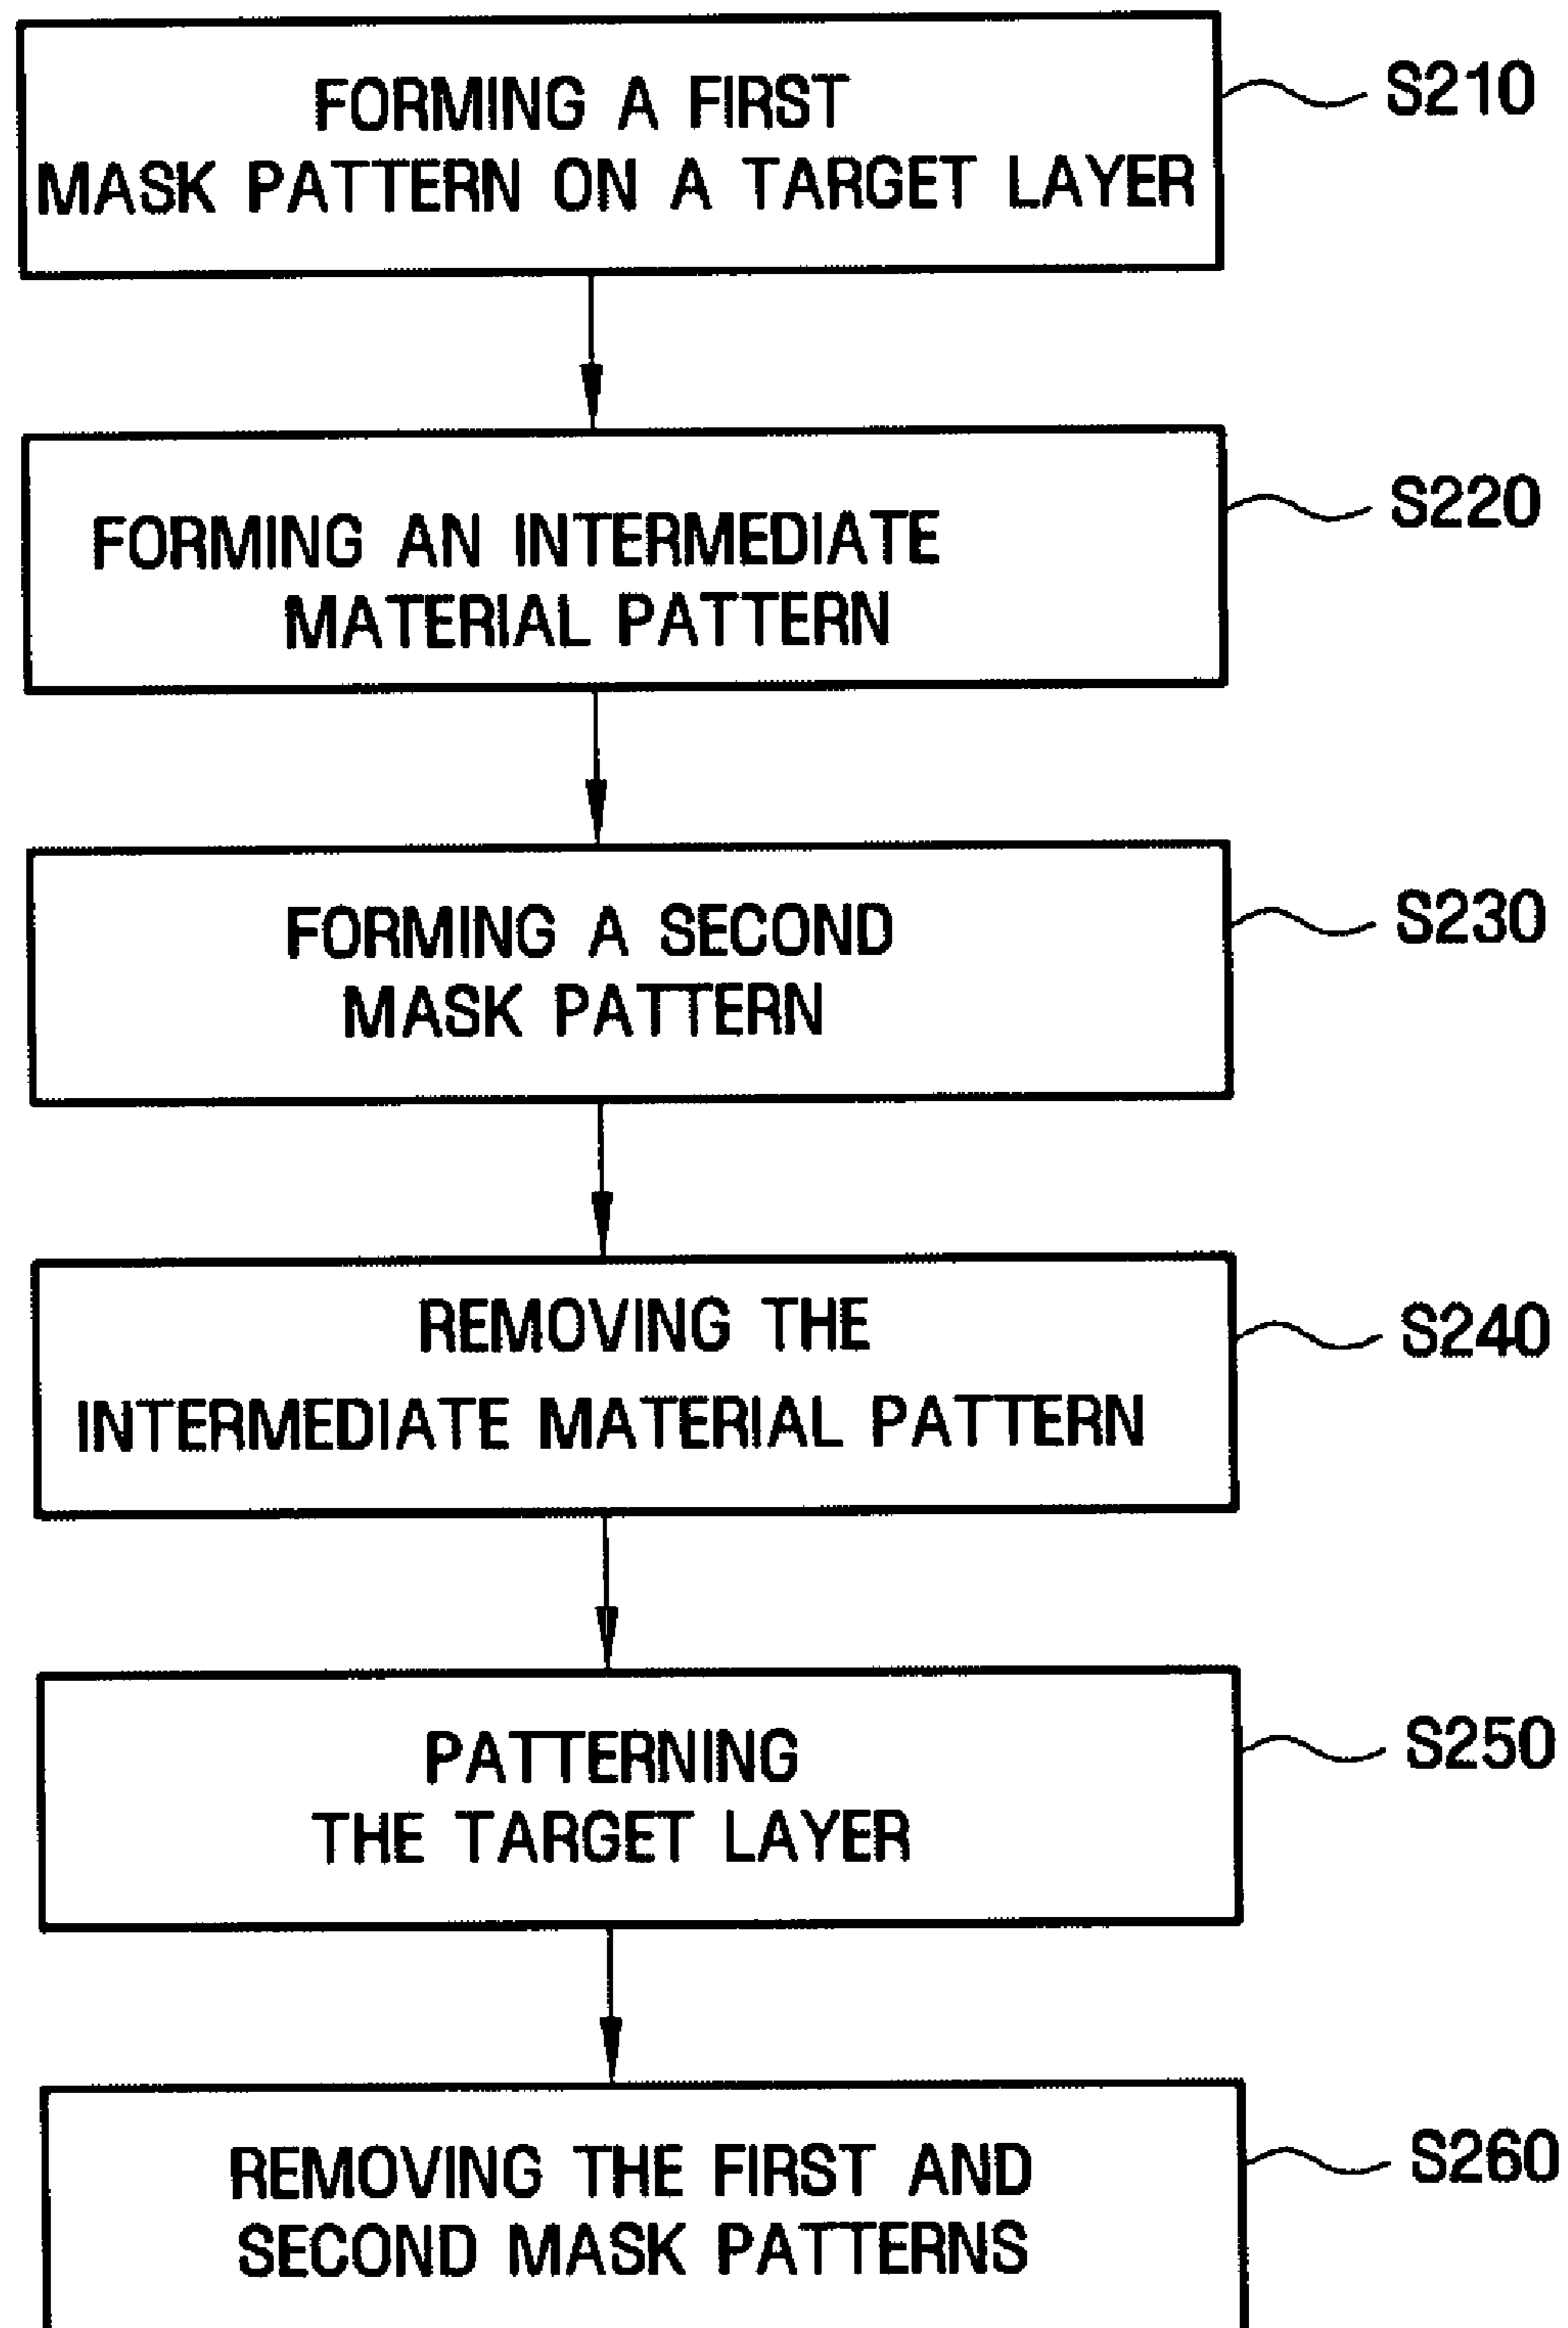 FORMING A FIRST
MASK PATTERN ON A TARGET LAYER
S210
FORMING AN INTERMEDIATE
MATERIAL PATTERN
S220
FORMING A SECOND
MASK PATTERN
S230
REMOVING THE
INTERMEDIATE MATERIAL PATTERN
S240
PATTERNING
THE TARGET LAYER
S250
REMOVING THE FIRST AND
SECOND MASK PATTERNS
S260